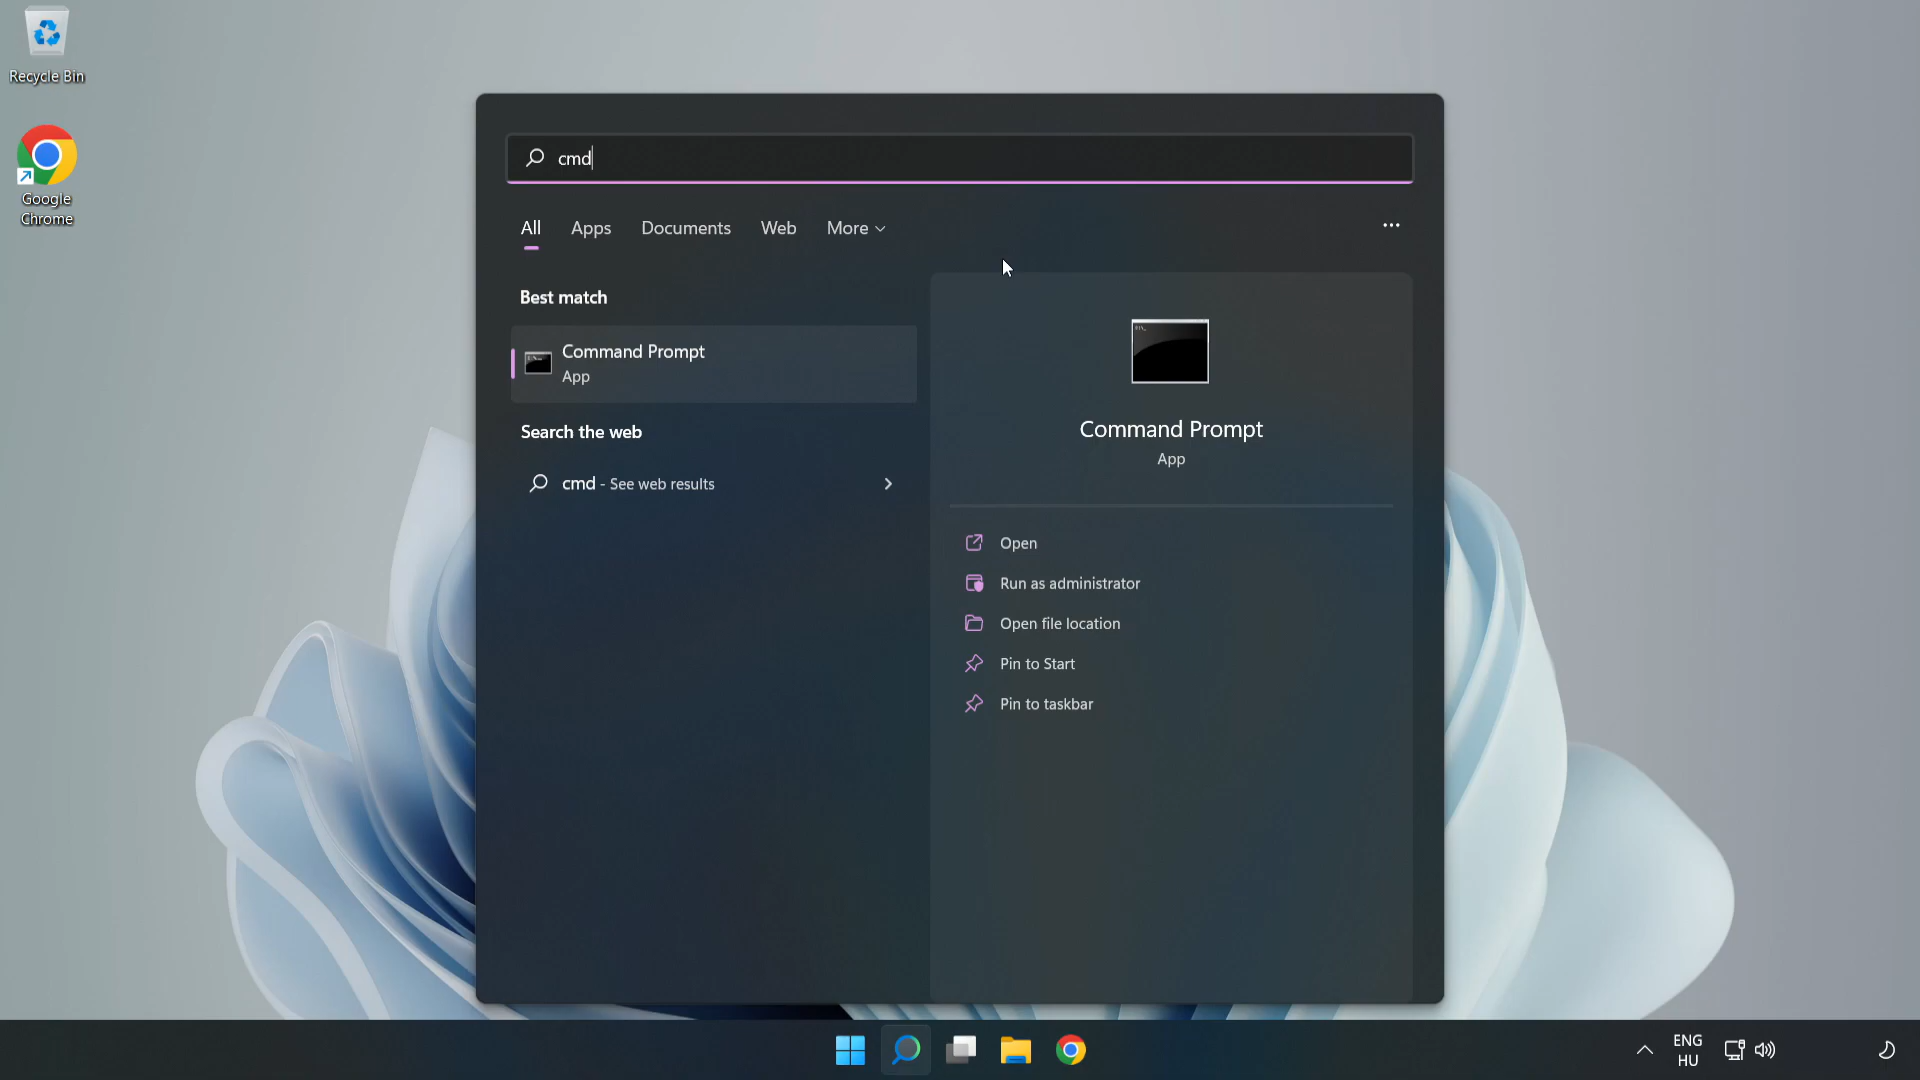 Recycle Bin
Google
Chrome
cmd
All
Apps
Documents
Web
More
Best match
Command Prompt
App
Search the web
cmd - See web results
Command Prompt
App
Open
Run as administrator
Open file location
Pin to Start
Pin to taskbar
ENG
HU